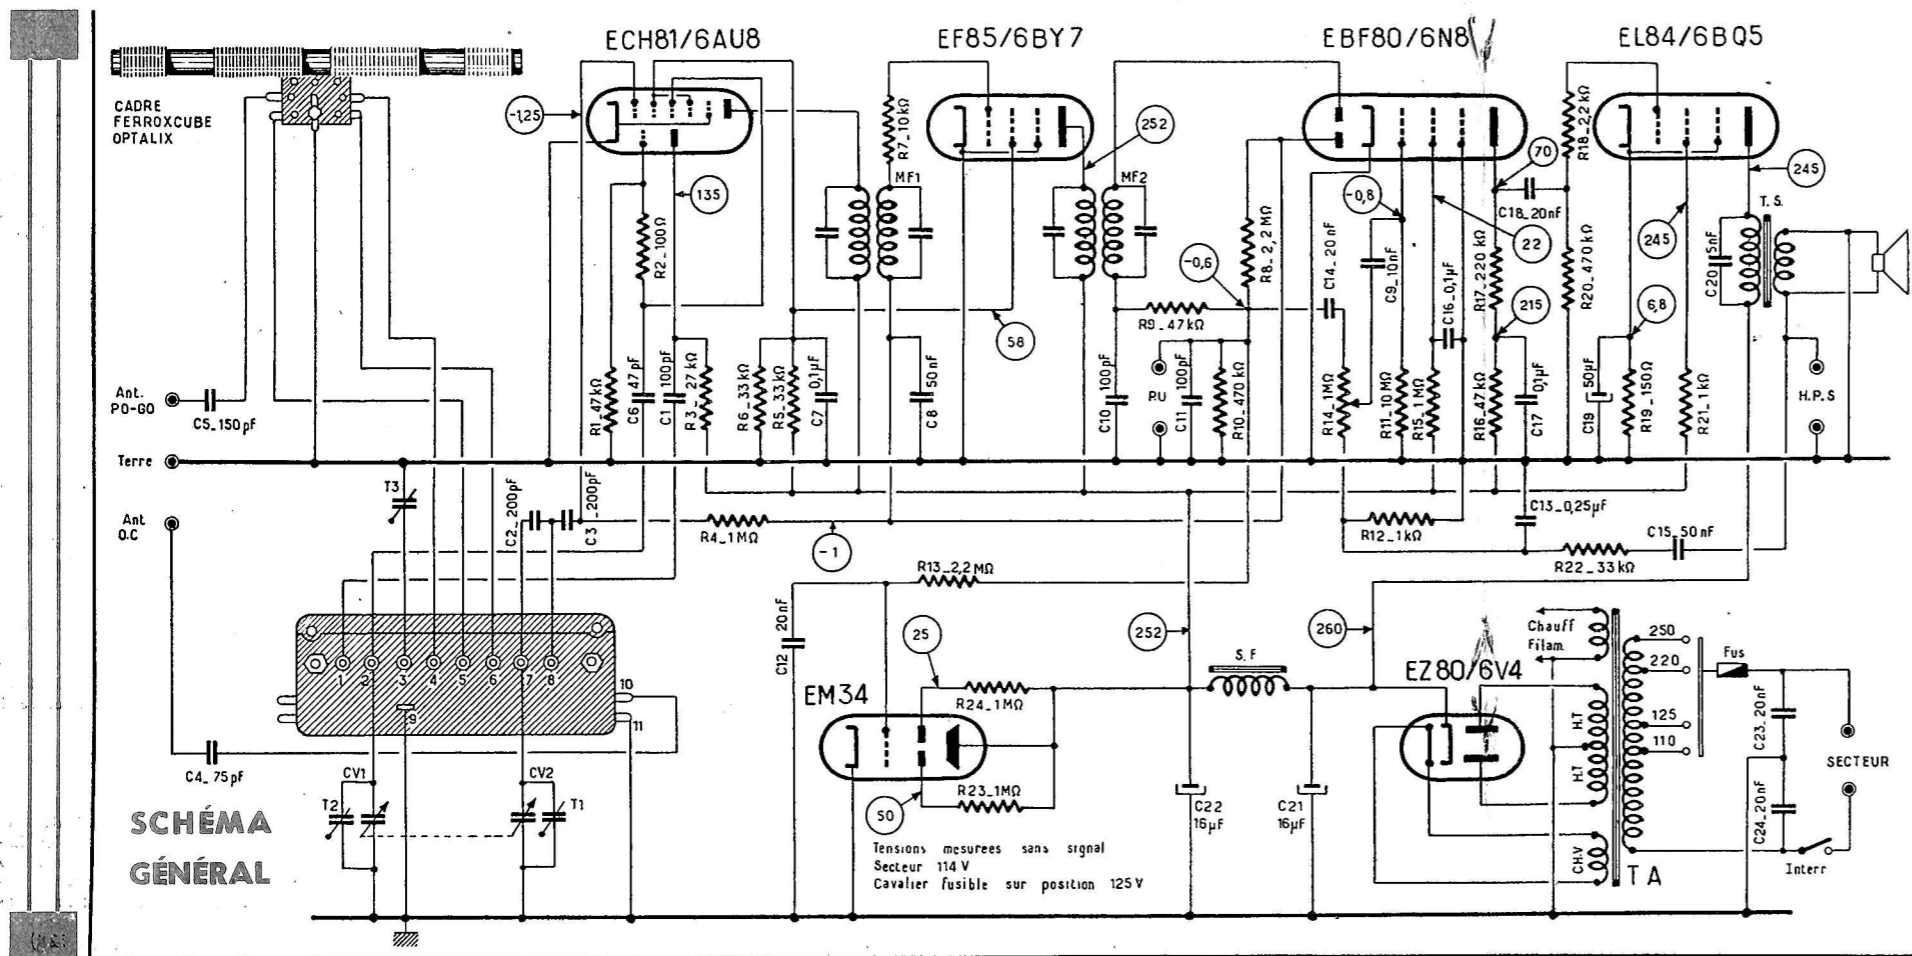 ECH81/6AU8
EF85/6BY7
EBF80/6N8
EL84/6BQ5
CADRE
FERROXCUBE
OPTALIX
-1,25
135
R7_10kΩ
MF1
252
MF2
R8_2,2MΩ
-0,8
70
C18_20nF
R18_2,2kΩ
245
T.S.
R2_100Ω
58
-0,6
R9_47kΩ
C14_20nF
C9_10nF
22
C16_0,1µF
R17_220kΩ
215
R20_470kΩ
245
6,8
C20_5nF
Ant.
PO-GO
C5_150pF
R1_47kΩ
C6_47pF
C1_100pF
R3_27kΩ
R6_33kΩ
R5_33kΩ
C7_0,1µF
C8_50nF
C10_100pF
PU
C11_100pF
R10_470kΩ
R14_1MΩ
R11_10MΩ
R15_1MΩ
R16_47kΩ
C17_0,1µF
C19_50µF
R19_150Ω
R21_1kΩ
H.P.S
Terre
T3
Ant
O.C
C2_200pF
C3_200pF
R4_1MΩ
-1
R12_1kΩ
C13_0,25µF
R22_33kΩ
C15_50nF
R13_2,2MΩ
C12 20nF
25
252
260
S.F
Chauff
Filam.
250
220
125
110
Fus
1 2 3 4 5 6 7 8
9
10
11
EM34
R24_1MΩ
EZ80/6V4
H.T
H.T
CH.V
C23_20nF
C24_20nF
SECTEUR
C4_75pF
CV1
CV2
T2
T1
R23_1MΩ
50
C22
16µF
C21
16µF
TA
Interr
SCHÉMA
GÉNÉRAL
Tensions mesurees sans signal
Secteur 114 V
Cavalier fusible sur position 125V